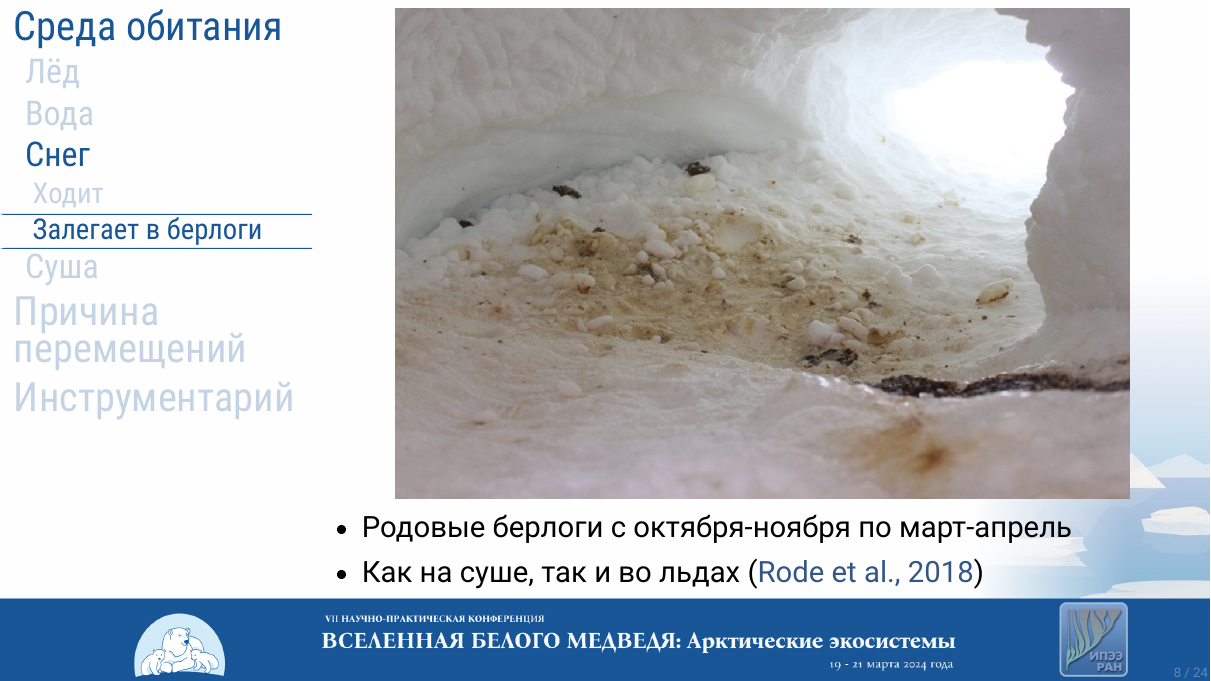 Среда обитания
Лёд
Вода
Снег
Ходит
Залегает в берлоги
Суша
Причина
перемещений
Инструментарий
• Родовые берлоги с октября-ноября по март-апрель
• Как на суше, так и во льдах (Rode et al., 2018)
VII НАУЧНО-ПРАКТИЧЕСКАЯ КОНФЕРЕНЦИЯ
ВСЕЛЕННАЯ БЕЛОГО МЕДВЕДЯ: Арктические экосистемы
19 - 21 марта 2024 года
ИПЭЭ
РАН
8 / 24